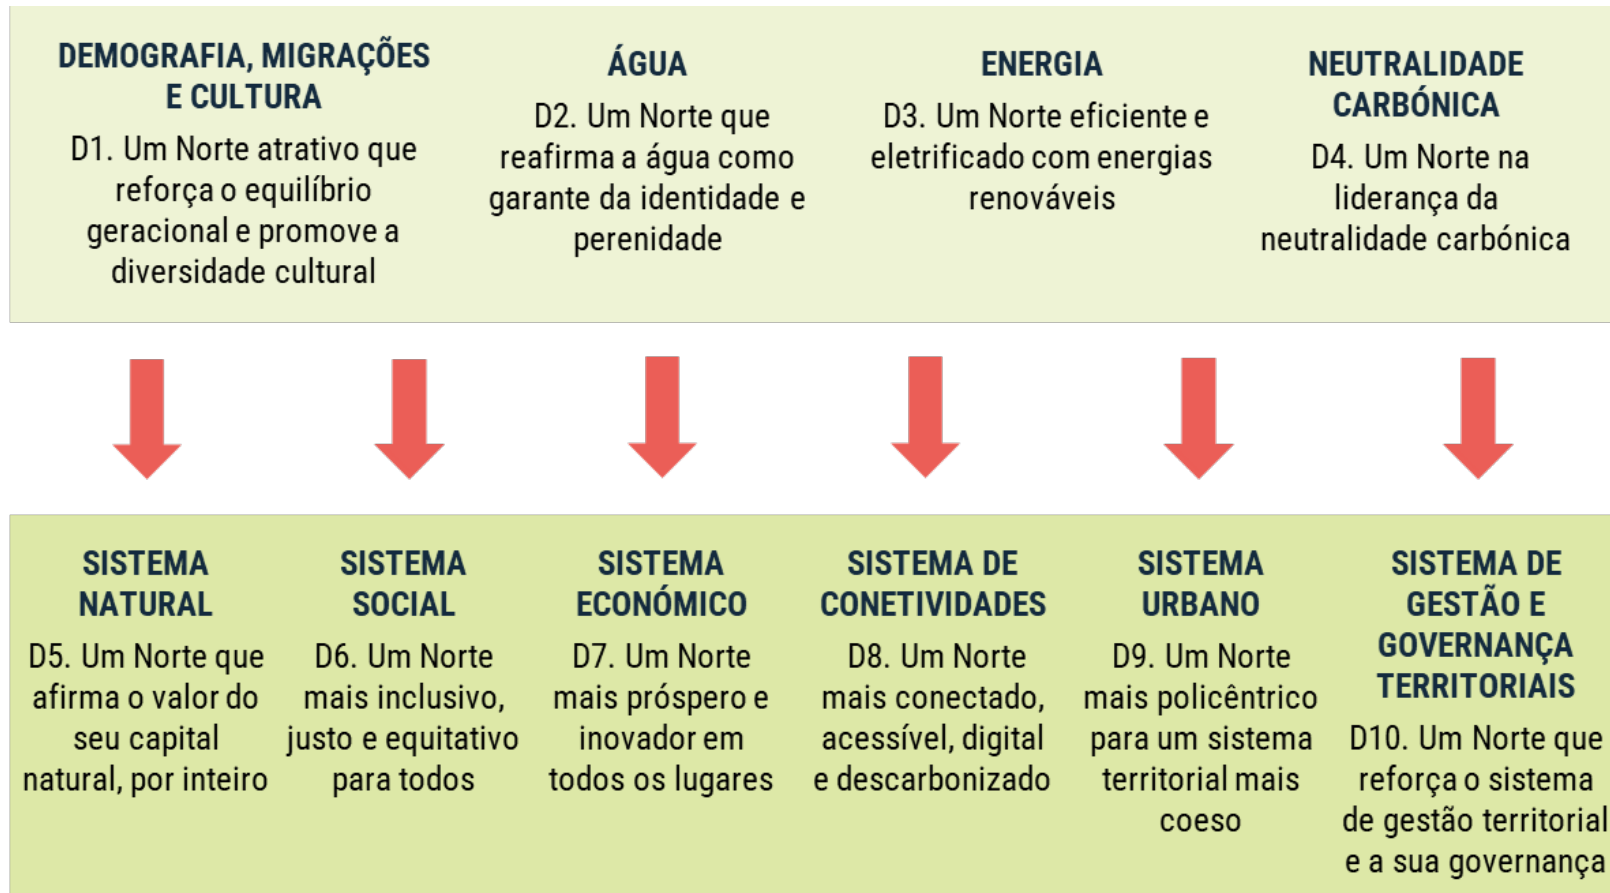 DEMOGRAFIA, MIGRAÇÕES
E CULTURA
D1. Um Norte atrativo que
reforça o equilíbrio
geracional e promove a
diversidade cultural
ÁGUA
D2. Um Norte que
reafirma a água como
garante da identidade e
perenidade
ENERGIA
D3. Um Norte eficiente e
eletrificado com energias
renováveis
NEUTRALIDADE
CARBÓNICA
D4. Um Norte na
liderança da
neutralidade carbónica
SISTEMA
NATURAL
D5. Um Norte que
afirma o valor do
seu capital
natural, por inteiro
SISTEMA
SOCIAL
D6. Um Norte
mais inclusivo,
justo e equitativo
para todos
SISTEMA
ECONÓMICO
D7. Um Norte
mais próspero e
inovador em
todos os lugares
SISTEMA DE
CONETIVIDADES
D8. Um Norte
mais conectado,
acessível, digital
e descarbonizado
SISTEMA
URBANO
D9. Um Norte
mais policêntrico
para um sistema
territorial mais
coeso
SISTEMA DE
GESTÃO E
GOVERNANÇA
TERRITORIAIS
D10. Um Norte que
reforça o sistema
de gestão territorial
e a sua governança